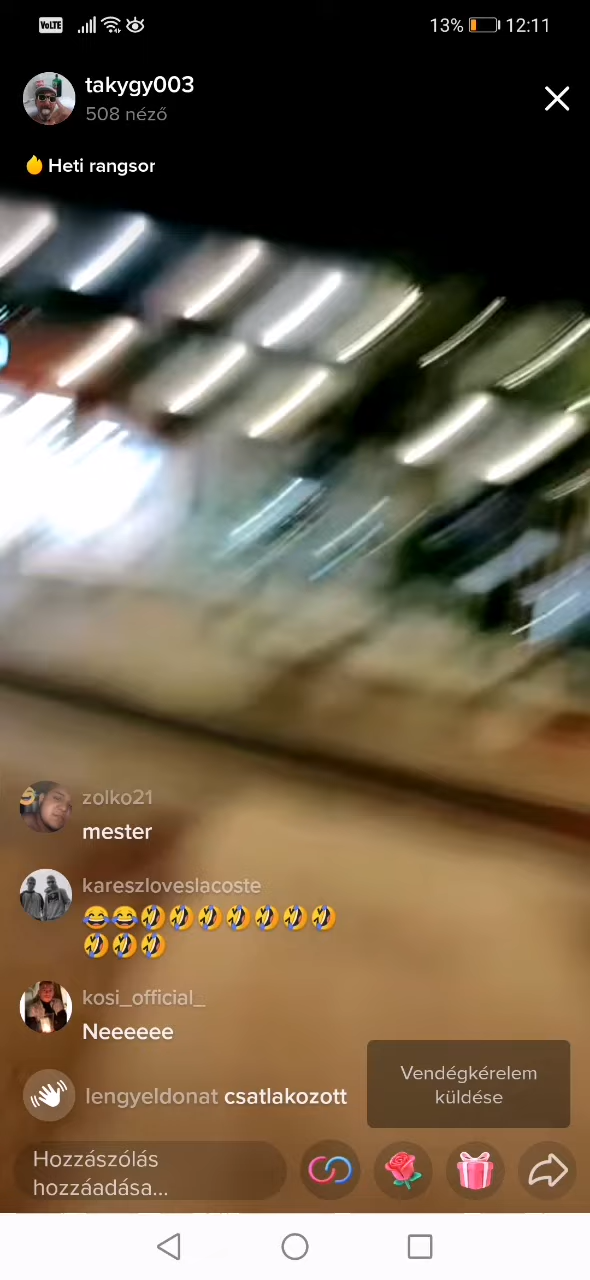 VoLTE
13% 12:11
takygy003
508 néző
Heti rangsor
zolko21
mester
kareszloveslacoste
😂😂🤣🤣🤣🤣🤣🤣🤣
🤣🤣🤣
kosi_official_
Neeeeee
lengyeldonat csatlakozott
Vendégkérelem
küldése
Hozzászólás
hozzáadása...